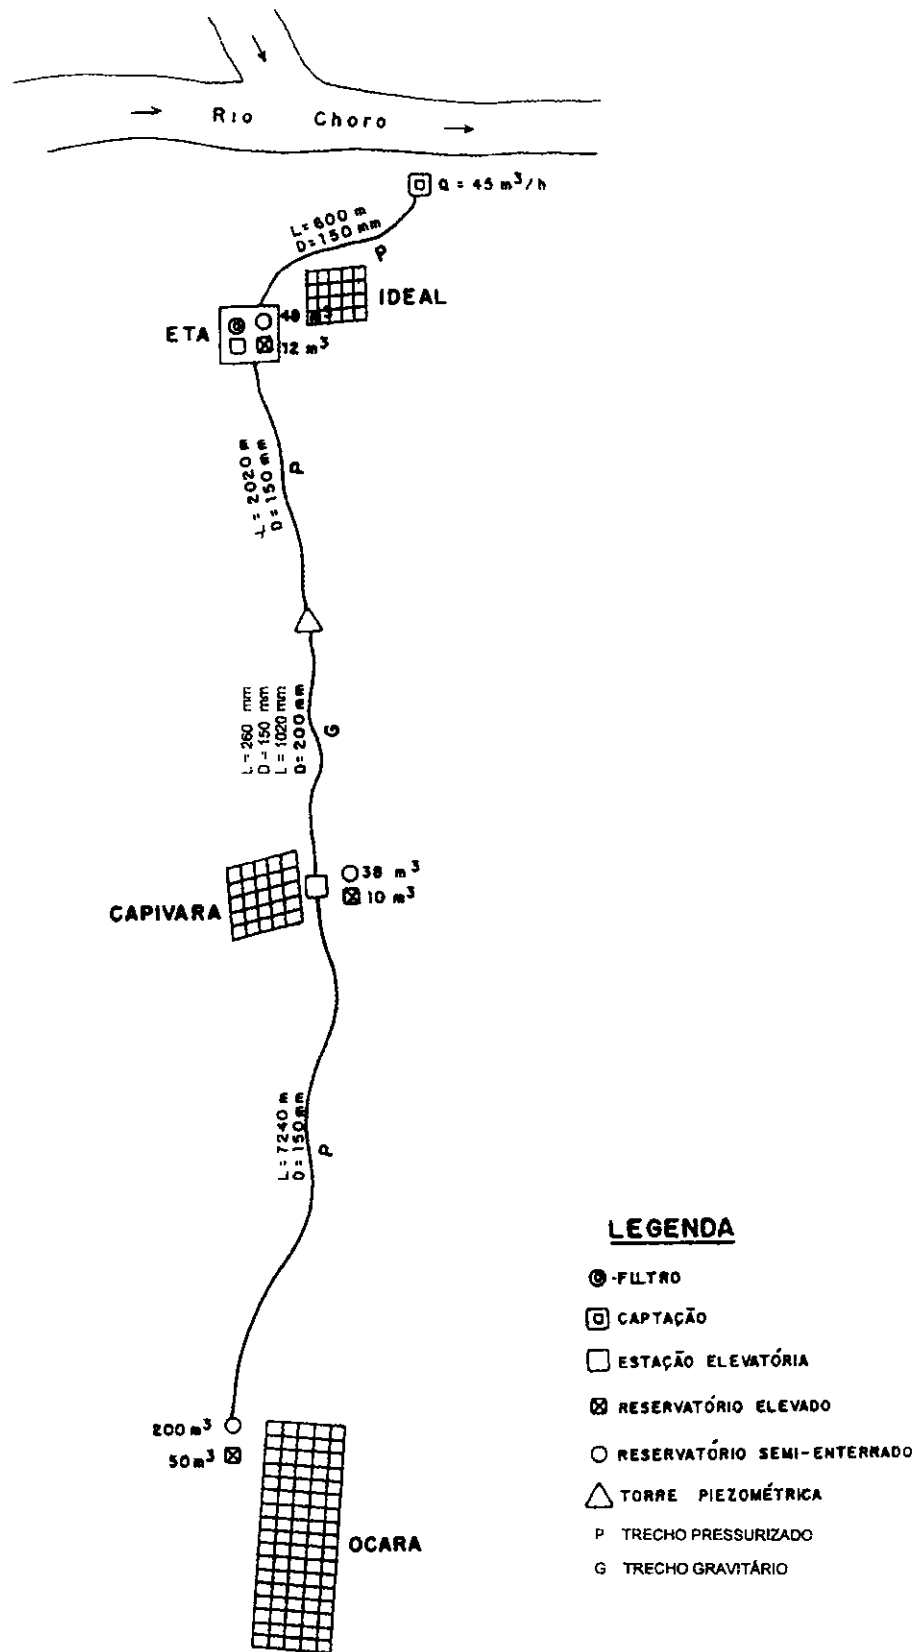 Rio Choro
Q = 45 m³/h
L = 600 m
D = 150 mm
P
IDEAL
ETA
48 m³
12 m³
L = 2020 m
D = 150 mm
P
L = 260 mm
D = 150 mm
L = 1020 mm
D = 200 mm
G
38 m³
10 m³
CAPIVARA
L = 7240 m
D = 150 mm
P
200 m³
50 m³
OCARA
LEGENDA
-FILTRO
CAPTAÇÃO
ESTAÇÃO ELEVATÓRIA
RESERVATÓRIO ELEVADO
RESERVATÓRIO SEMI-ENTERRADO
TORRE PIEZOMÉTRICA
P TRECHO PRESSURIZADO
G TRECHO GRAVITÁRIO